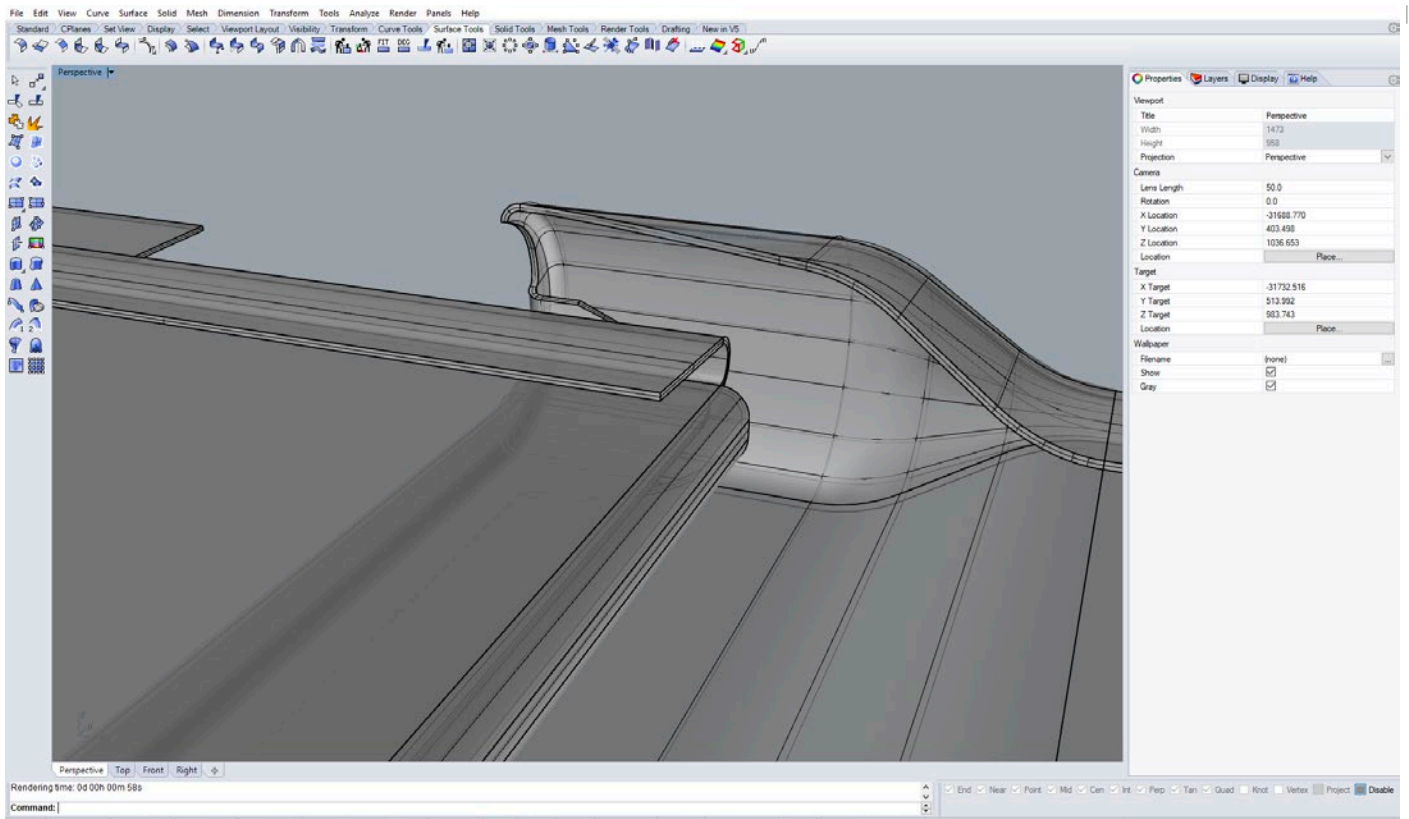 File Edit View Curve Surface Solid Mesh Dimension Transform Tools Analyze Render Panels Help
Standard CPlanes Set View Display Select Viewport Layout Visibility Transform Curve Tools Surface Tools Solid Tools Mesh Tools Render Tools Drafting New in V5
FIT DEG
Perspective
Properties Layers Display Help
Viewport
Title Perspective
Width 1473
Height 958
Projection Perspective
Camera
Lens Length 50.0
Rotation 0.0
X Location -31688.770
Y Location 403.498
Z Location 1036.653
Location Place...
Target
X Target -31732.516
Y Target 513.992
Z Target 983.743
Location Place...
Wallpaper
Filename (none) ...
Show
Gray
Perspective Top Front Right
Rendering time: 0d 00h 00m 58s
Command:
End Near Point Mid Cen Int Perp Tan Quad Knot Vertex Project Disable